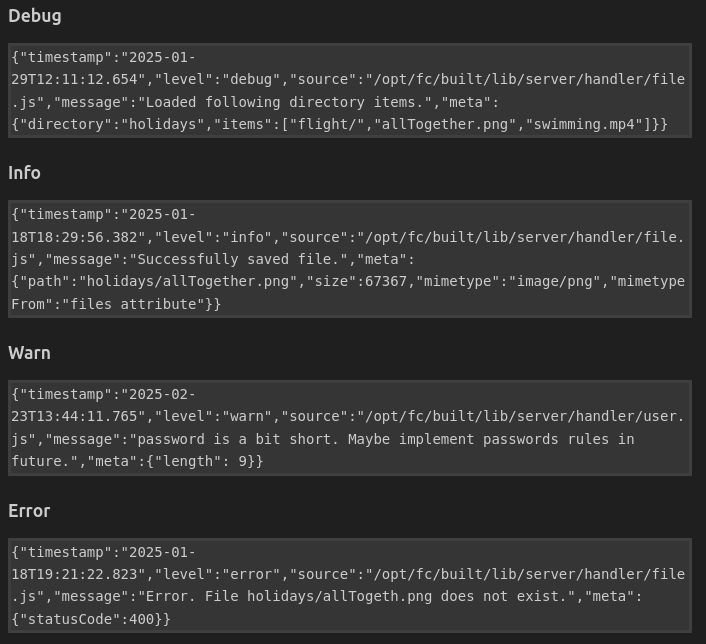 Debug
{"timestamp":"2025-01-
29T12:11:12.654","level":"debug","source":"/opt/fc/built/lib/server/handler/file
.js","message":"Loaded following directory items.","meta":
{"directory":"holidays","items":["flight/","allTogether.png","swimming.mp4"]}}
Info
{"timestamp":"2025-01-
18T18:29:56.382","level":"info","source":"/opt/fc/built/lib/server/handler/file.
js","message":"Successfully saved file.","meta":
{"path":"holidays/allTogether.png","size":67367,"mimetype":"image/png","mimetype
From":"files attribute"}}
Warn
{"timestamp":"2025-02-
23T13:44:11.765","level":"warn","source":"/opt/fc/built/lib/server/handler/user.
js","message":"password is a bit short. Maybe implement passwords rules in
future.","meta":{"length": 9}}
Error
{"timestamp":"2025-01-
18T19:21:22.823","level":"error","source":"/opt/fc/built/lib/server/handler/file
.js","message":"Error. File holidays/allTogeth.png does not exist.","meta":
{"statusCode":400}}